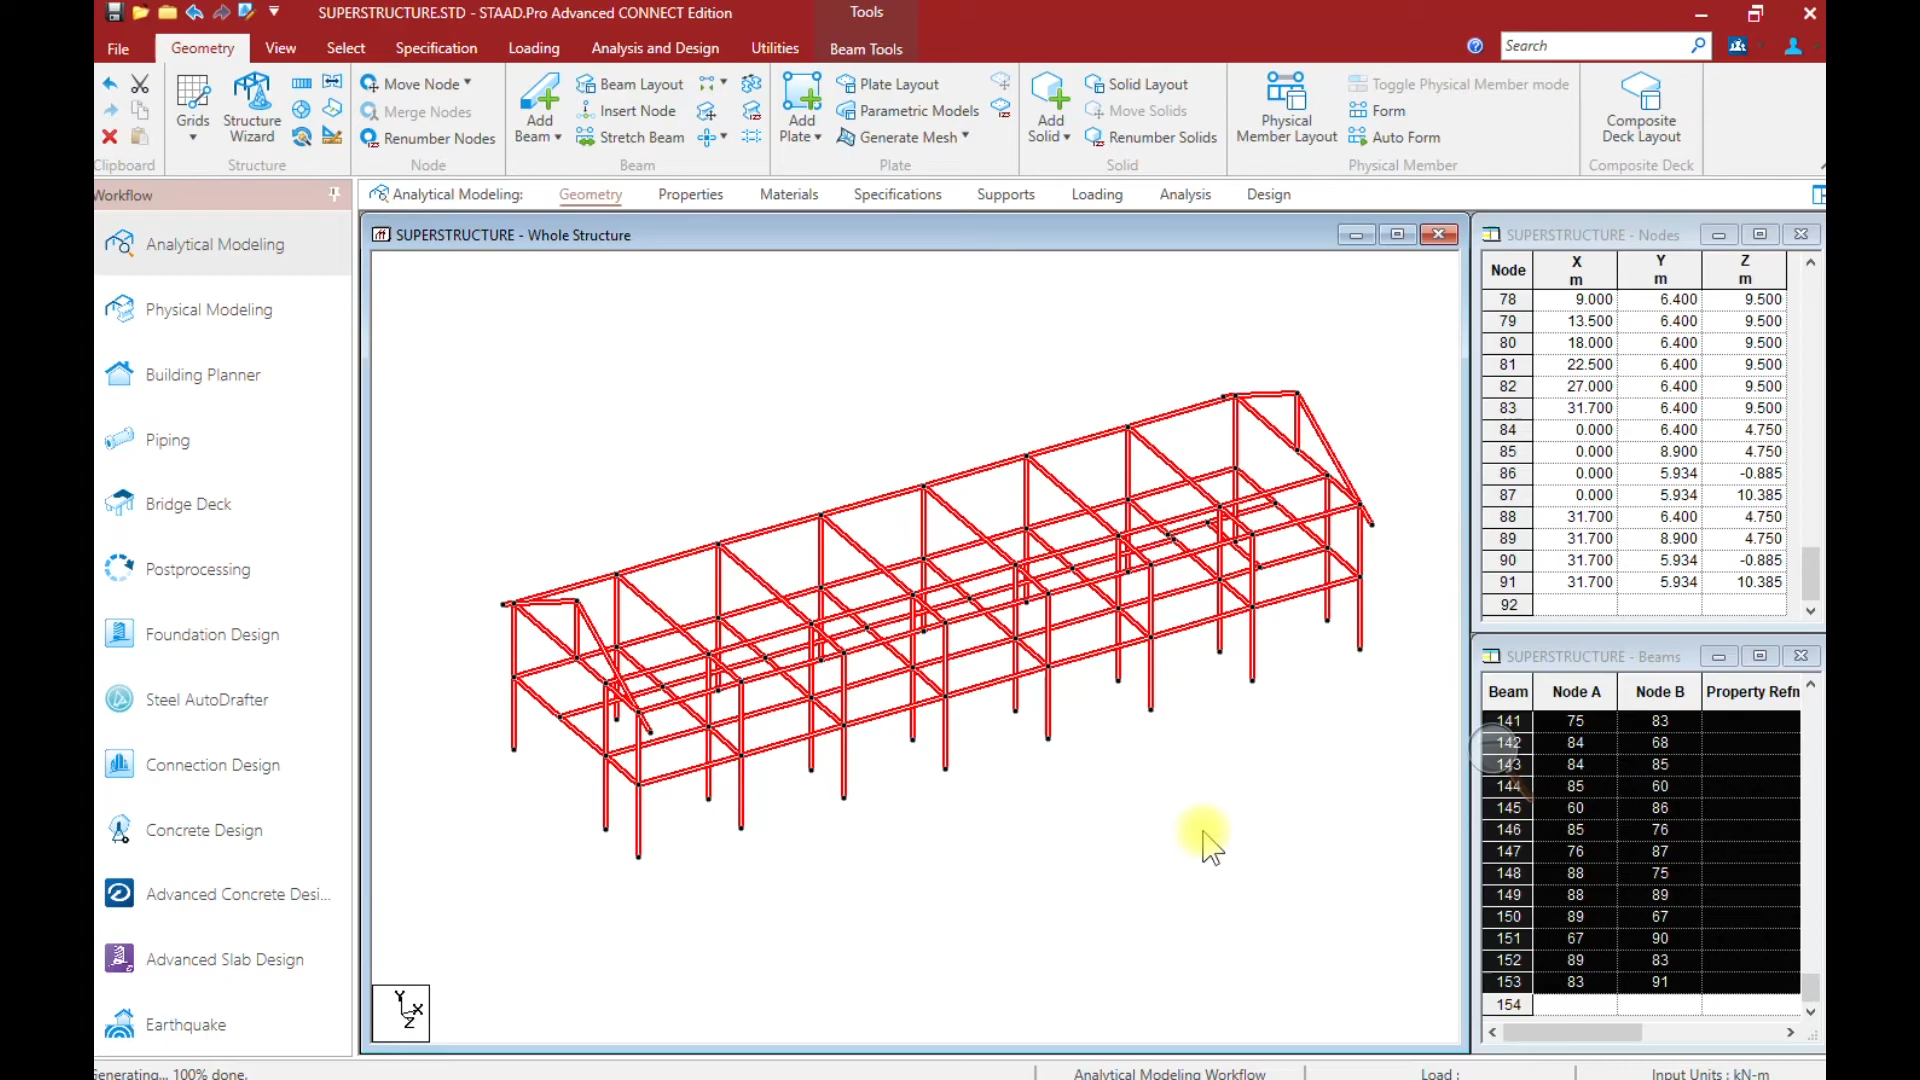 SUPERSTRUCTURE.STD - STAAD.Pro Advanced CONNECT Edition
Tools
File Geometry View Select Specification Loading Analysis and Design Utilities Beam Tools
Search
Grids
Structure Wizard
Move Node
Merge Nodes
Renumber Nodes
Add Beam
Beam Layout
Insert Node
Stretch Beam
Add Plate
Plate Layout
Parametric Models
Generate Mesh
Add Solid
Solid Layout
Move Solids
Renumber Solids
Physical Member Layout
Toggle Physical Member mode
Form
Auto Form
Composite Deck Layout
Clipboard Structure Node Beam Plate Solid Physical Member Composite Deck
Workflow
Analytical Modeling: Geometry Properties Materials Specifications Supports Loading Analysis Design
Analytical Modeling
Physical Modeling
Building Planner
Piping
Bridge Deck
Postprocessing
Foundation Design
Steel AutoDrafter
Connection Design
Concrete Design
Advanced Concrete Desi...
Advanced Slab Design
Earthquake
SUPERSTRUCTURE - Whole Structure
Y
X
Z
SUPERSTRUCTURE - Nodes
Node X m Y m Z m
78 9.000 6.400 9.500
79 13.500 6.400 9.500
80 18.000 6.400 9.500
81 22.500 6.400 9.500
82 27.000 6.400 9.500
83 31.700 6.400 9.500
84 0.000 6.400 4.750
85 0.000 8.900 4.750
86 0.000 5.934 -0.885
87 0.000 5.934 10.385
88 31.700 6.400 4.750
89 31.700 8.900 4.750
90 31.700 5.934 -0.885
91 31.700 5.934 10.385
92
SUPERSTRUCTURE - Beams
Beam Node A Node B Property Refn
141 75 83
142 84 68
143 84 85
144 85 60
145 60 86
146 85 76
147 76 87
148 88 75
149 88 89
150 89 67
151 67 90
152 89 83
153 83 91
154
Generating... 100% done.
Analytical Modeling Workflow
Load :
Input Units : kN-m